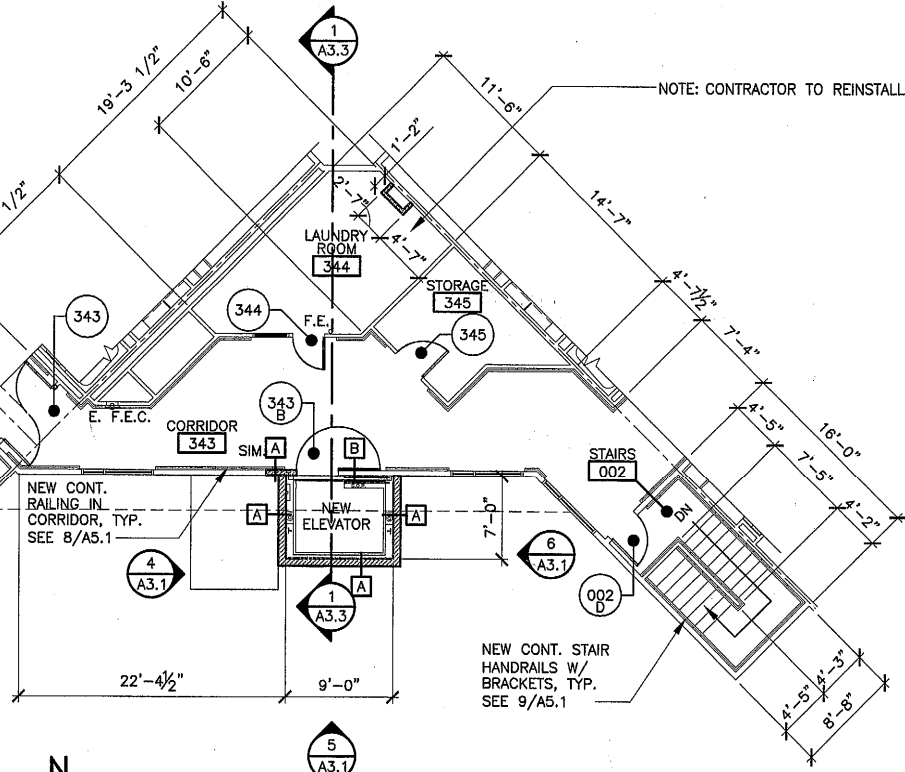 1
A3.3
19'-3 1/2"
10'-6"
11'-6"
NOTE: CONTRACTOR TO REINSTALL
1'-2"
1/2"
2'-7"
14'-7"
LAUNDRY
ROOM
344
4'-7"
STORAGE
345
4'-7½"
343
344
F.E.
345
7'-4"
E. F.E.C.
343
B
4'-5"
16'-0"
CORRIDOR
343
SIM.
A
B
STAIRS
002
7'-5"
NEW CONT.
RAILING IN
CORRIDOR, TYP.
SEE 8/A5.1
A
NEW
ELEVATOR
A
7'-0"
DN
4'-2"
4
A3.1
6
A3.1
A
1
A3.3
002
D
NEW CONT. STAIR
HANDRAILS W/
BRACKETS, TYP.
SEE 9/A5.1
22'-4½"
9'-0"
4'-3"
4'-5"
8'-8"
5
A3.1
N